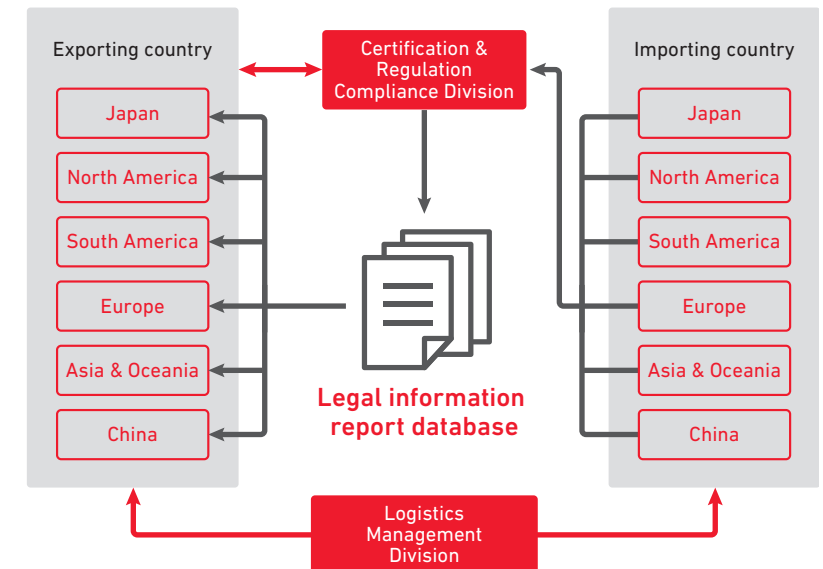 Exporting country
Certification &
Regulation
Compliance Division
Importing country
Japan
North America
South America
Europe
Asia & Oceania
China
Japan
North America
South America
Europe
Asia & Oceania
China
Legal information
report database
Logistics
Management
Division